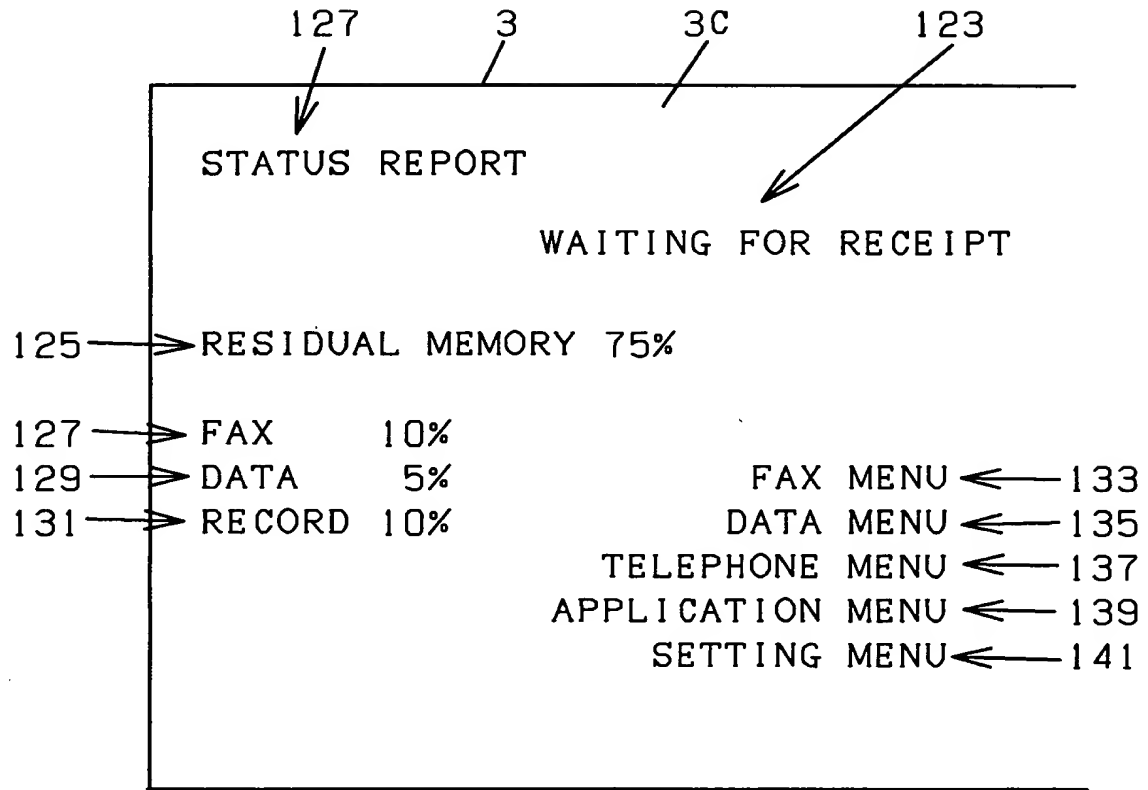 127 3 3C 123
STATUS REPORT
WAITING FOR RECEIPT
125 RESIDUAL MEMORY 75%
127 FAX 10%
129 DATA 5% FAX MENU 133
131 RECORD 10% DATA MENU 135
TELEPHONE MENU 137
APPLICATION MENU 139
SETTING MENU 141